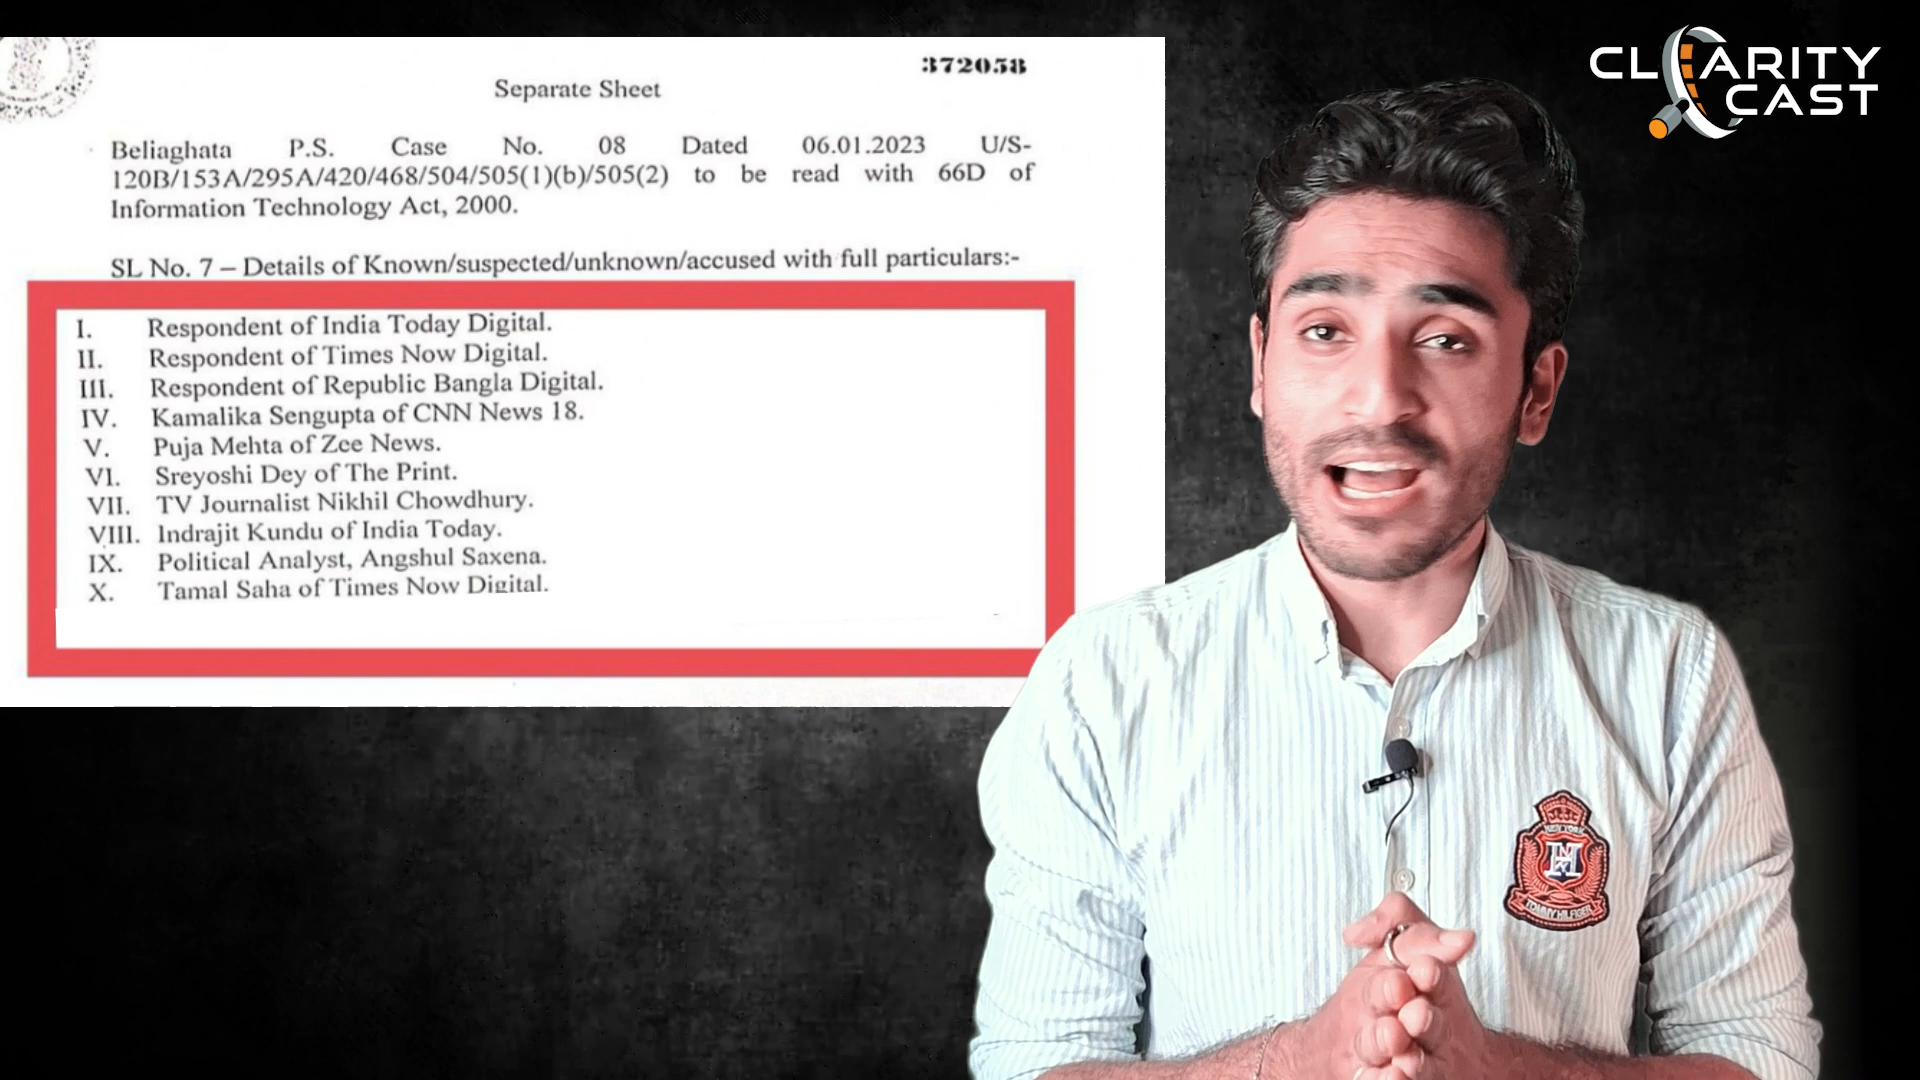 372058
Separate Sheet
Beliaghata P.S. Case No. 08 Dated 06.01.2023 U/S-
120B/153A/295A/420/468/504/505(1)(b)/505(2) to be read with 66D of
Information Technology Act, 2000.
SL No. 7 – Details of Known/suspected/unknown/accused with full particulars:-
I. Respondent of India Today Digital.
II. Respondent of Times Now Digital.
III. Respondent of Republic Bangla Digital.
IV. Kamalika Sengupta of CNN News 18.
V. Puja Mehta of Zee News.
VI. Sreyoshi Dey of The Print.
VII. TV Journalist Nikhil Chowdhury.
VIII. Indrajit Kundu of India Today.
IX. Political Analyst, Angshul Saxena.
X. Tamal Saha of Times Now Digital.
CLARITY
CAST
NEW YORK
TOMMY HILFIGER